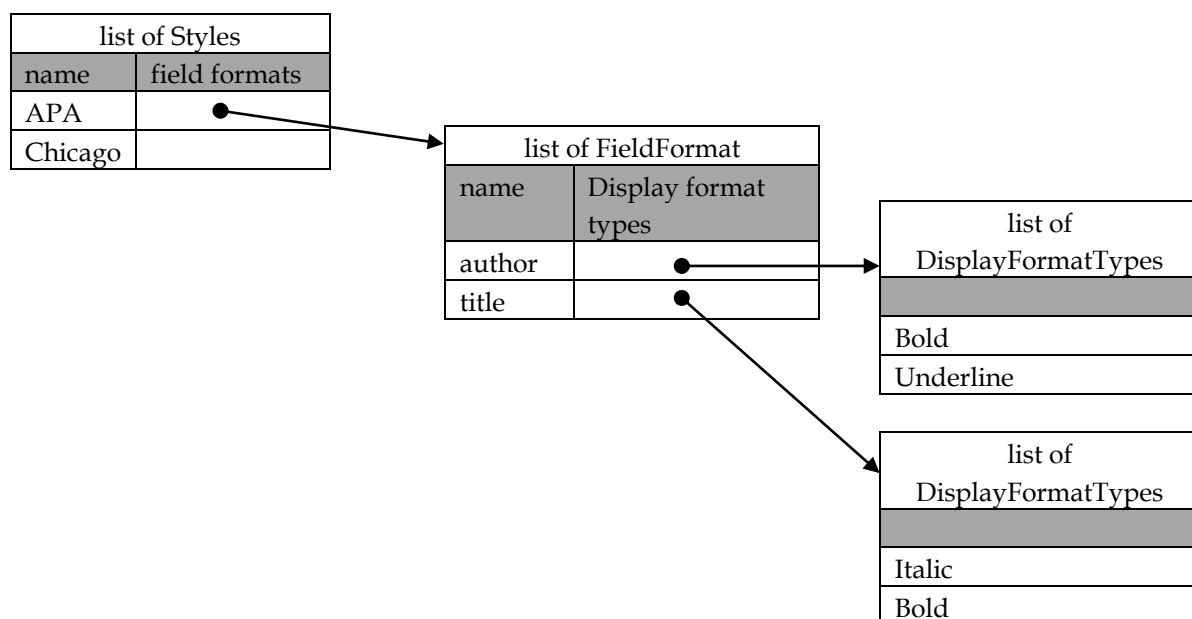 list of Styles
name field formats
APA
Chicago
list of FieldFormat
name Display format
types
author
title
list of
DisplayFormatTypes
Bold
Underline
list of
DisplayFormatTypes
Italic
Bold